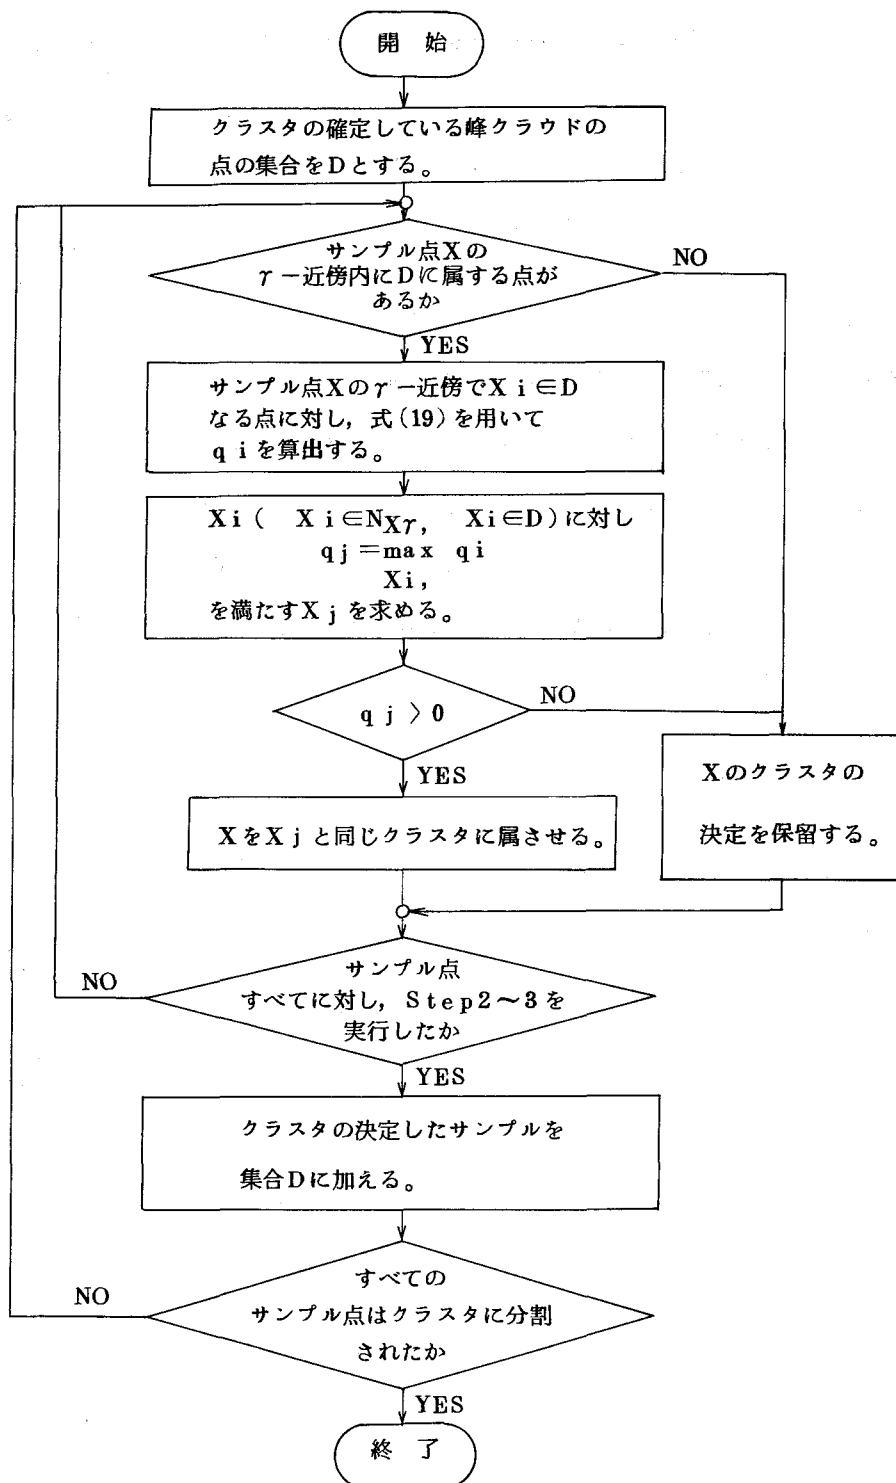 開 始
クラスタの確定している峰クラウドの
点の集合をDとする。
サンプル点Xの
γ－近傍内にDに属する点が
あるか
NO
YES
サンプル点Xのγ－近傍でXi∈D
なる点に対し，式(19)を用いて
qiを算出する。
Xi( Xi∈NXγ, Xi∈D)に対し
qj＝max qi
Xi,
を満たすXjを求める。
qj 〉0
NO
YES
Xのクラスタの
決定を保留する。
XをXjと同じクラスタに属させる。
サンプル点
すべてに対し，Step2～3を
実行したか
NO
YES
クラスタの決定したサンプルを
集合Dに加える。
すべての
サンプル点はクラスタに分割
されたか
NO
YES
終 了